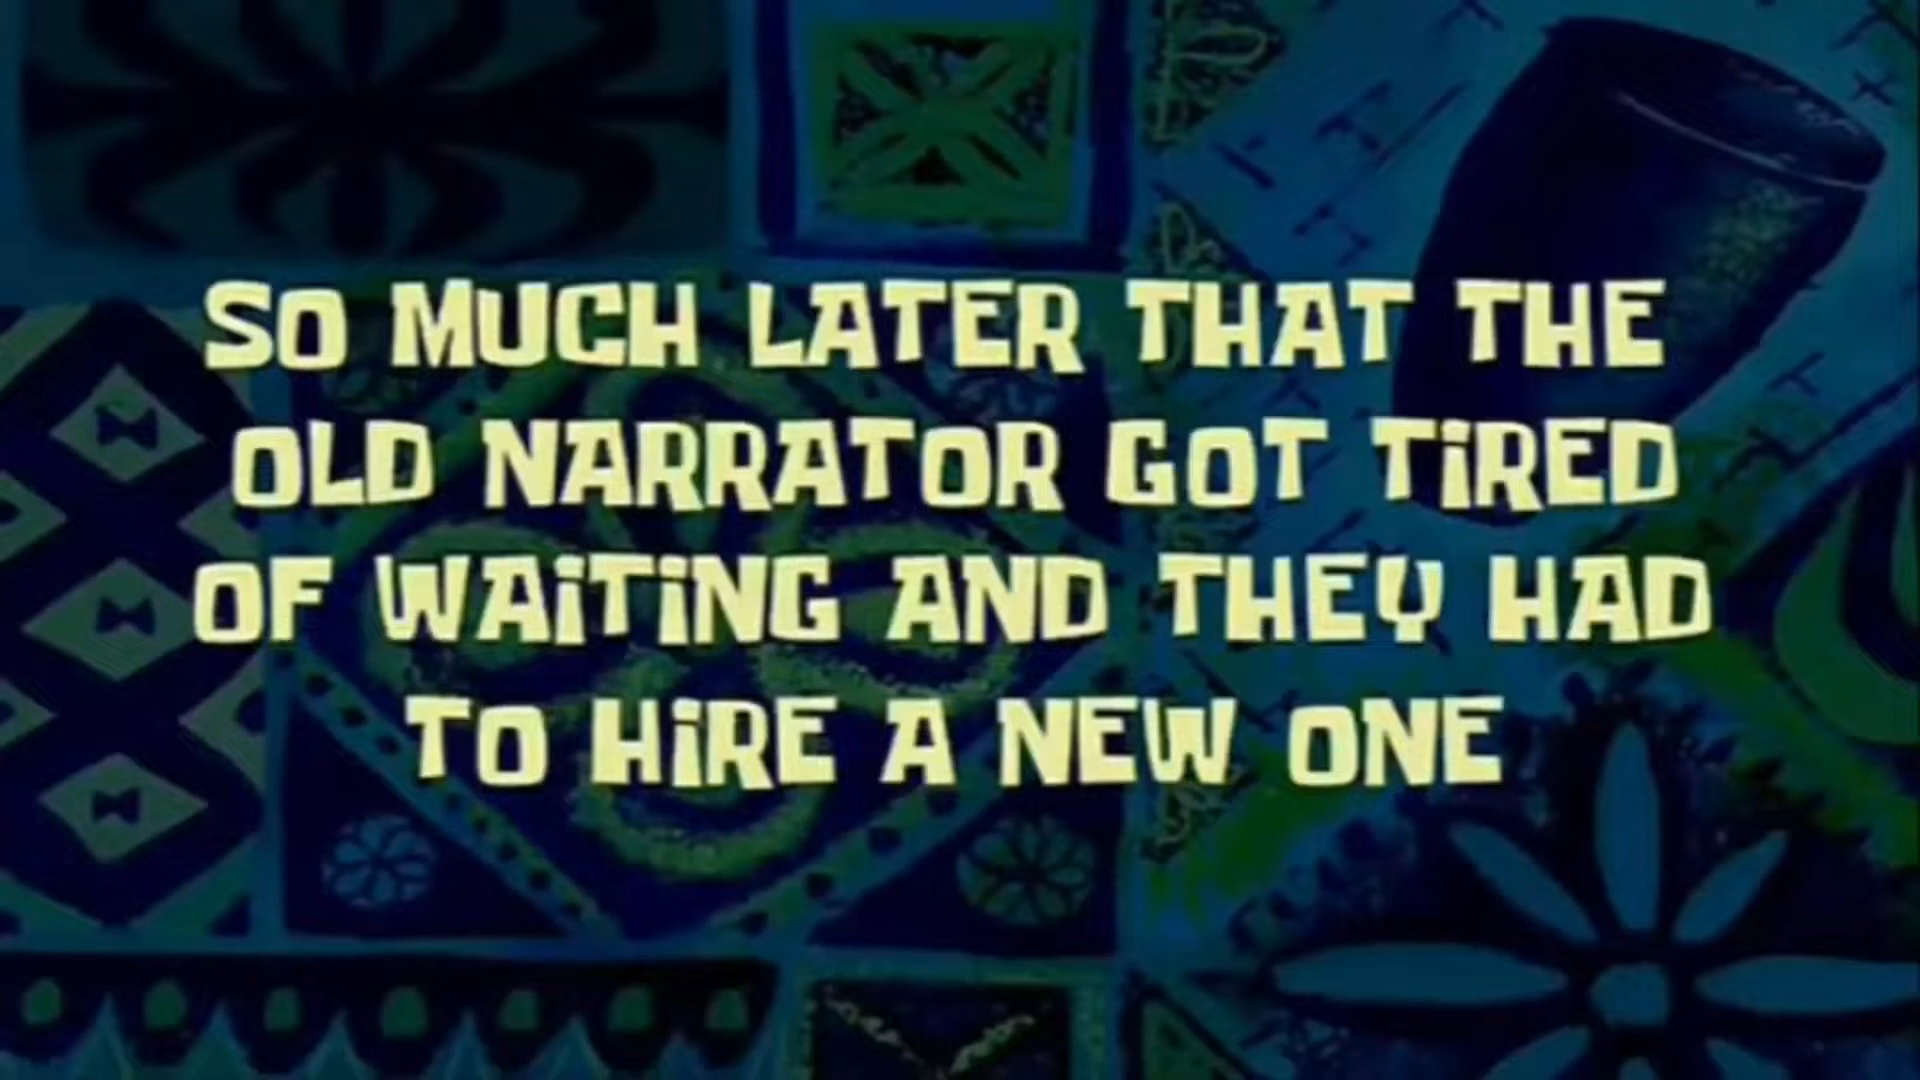 SO MUCH LATER THAT THE
OLD NARRATOR GOT TiRED
OF WAiTiNG AND THEY HAD
TO HiRE A NEW ONE